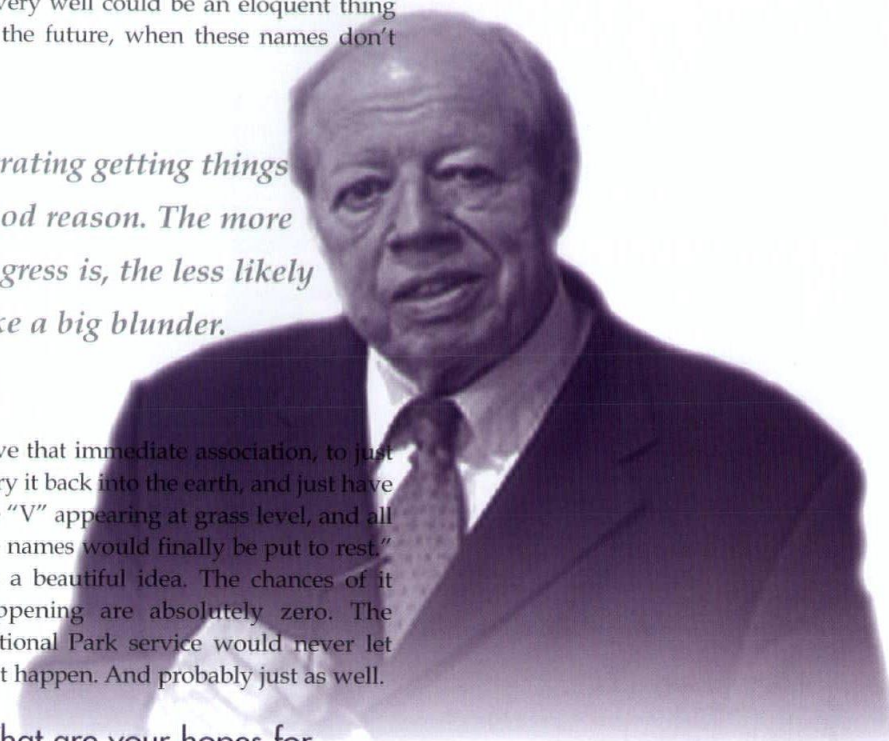 very well could be an eloquent thing
the future, when these names don't
rating getting things
od reason. The more
gress is, the less likely
ke a big blunder.
ve that immediate association, to just
ry it back into the earth, and just have
"V" appearing at grass level, and all
names would finally be put to rest."
a beautiful idea. The chances of it
ppening are absolutely zero. The
tional Park service would never let
t happen. And probably just as well.
hat are your hopes for